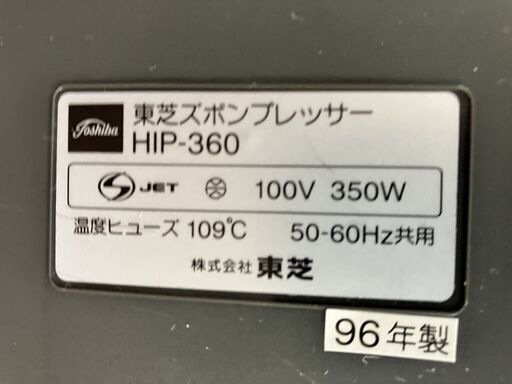 Toshiba
東芝ズボンプレッサー
HIP-360
S JET 100V 350W
温度ヒューズ 109℃ 50-60Hz共用
株式会社 東芝
96年製